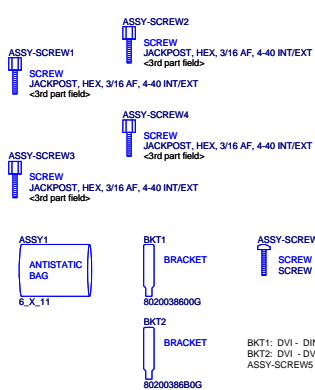 ASSY-SCREW2
SCREW
JACKPOST, HEX, 3/16 AF, 4-40 INT/EXT
<3rd part field>
ASSY-SCREW1
SCREW
JACKPOST, HEX, 3/16 AF, 4-40 INT/EXT
<3rd part field>
ASSY-SCREW4
SCREW
JACKPOST, HEX, 3/16 AF, 4-40 INT/EXT
<3rd part field>
ASSY-SCREW3
SCREW
JACKPOST, HEX, 3/16 AF, 4-40 INT/EXT
<3rd part field>
ASSY1
ANTISTATIC
BAG
6_X_11
BKT1
BRACKET
8020038600G
ASSY-SCREW
SCREW
SCREW
BKT2
BRACKET
80200386B0G
BKT1: DVI - DIN
BKT2: DVI - DV
ASSY-SCREW5